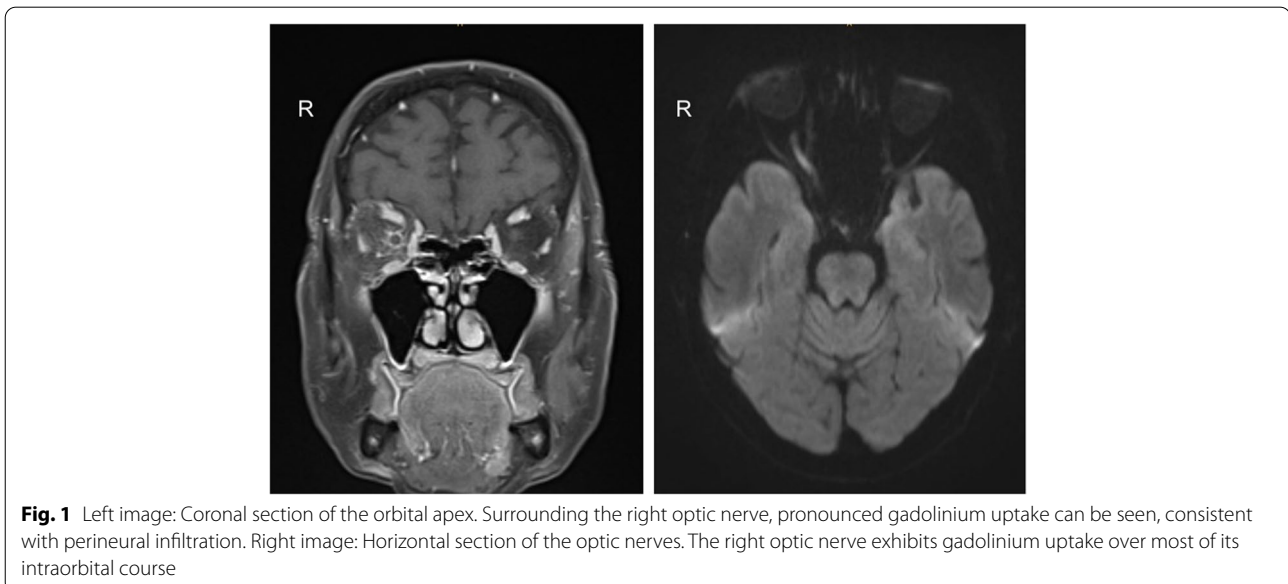 R
R
Fig. 1 Left image: Coronal section of the orbital apex. Surrounding the right optic nerve, pronounced gadolinium uptake can be seen, consistent
with perineural infiltration. Right image: Horizontal section of the optic nerves. The right optic nerve exhibits gadolinium uptake over most of its
intraorbital course